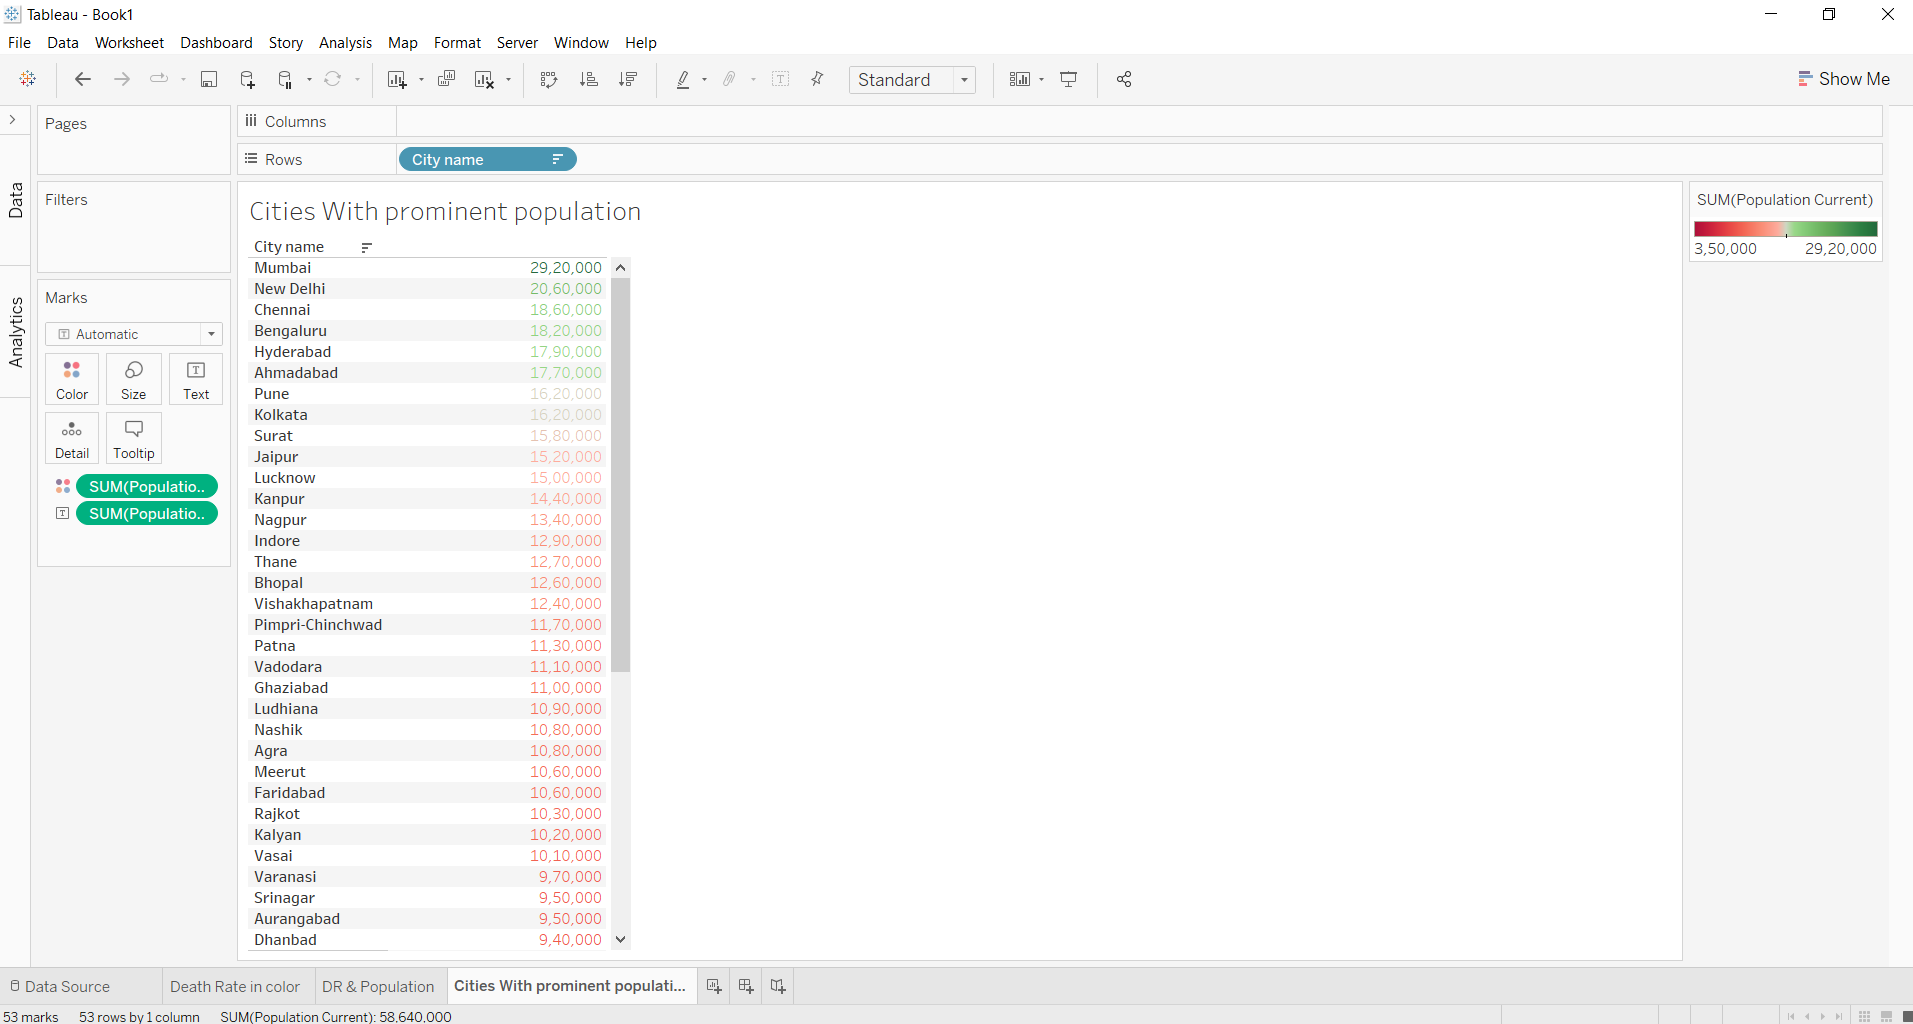 Tableau - Book1
File Data Worksheet Dashboard Story Analysis Map Format Server Window Help
Standard
Show Me
Pages
Columns
Rows
City name
Data
Analytics
Filters
Marks
Automatic
Color
Size
Text
Detail
Tooltip
SUM(Populatio..
SUM(Populatio..
Cities With prominent population
City name
Mumbai 29,20,000
New Delhi 20,60,000
Chennai 18,60,000
Bengaluru 18,20,000
Hyderabad 17,90,000
Ahmadabad 17,70,000
Pune 16,20,000
Kolkata 16,20,000
Surat 15,80,000
Jaipur 15,20,000
Lucknow 15,00,000
Kanpur 14,40,000
Nagpur 13,40,000
Indore 12,90,000
Thane 12,70,000
Bhopal 12,60,000
Vishakhapatnam 12,40,000
Pimpri-Chinchwad 11,70,000
Patna 11,30,000
Vadodara 11,10,000
Ghaziabad 11,00,000
Ludhiana 10,90,000
Nashik 10,80,000
Agra 10,80,000
Meerut 10,60,000
Faridabad 10,60,000
Rajkot 10,30,000
Kalyan 10,20,000
Vasai 10,10,000
Varanasi 9,70,000
Srinagar 9,50,000
Aurangabad 9,50,000
Dhanbad 9,40,000
SUM(Population Current)
3,50,000 29,20,000
Data Source
Death Rate in color
DR & Population
Cities With prominent populati...
53 marks 53 rows by 1 column SUM(Population Current): 58,640,000